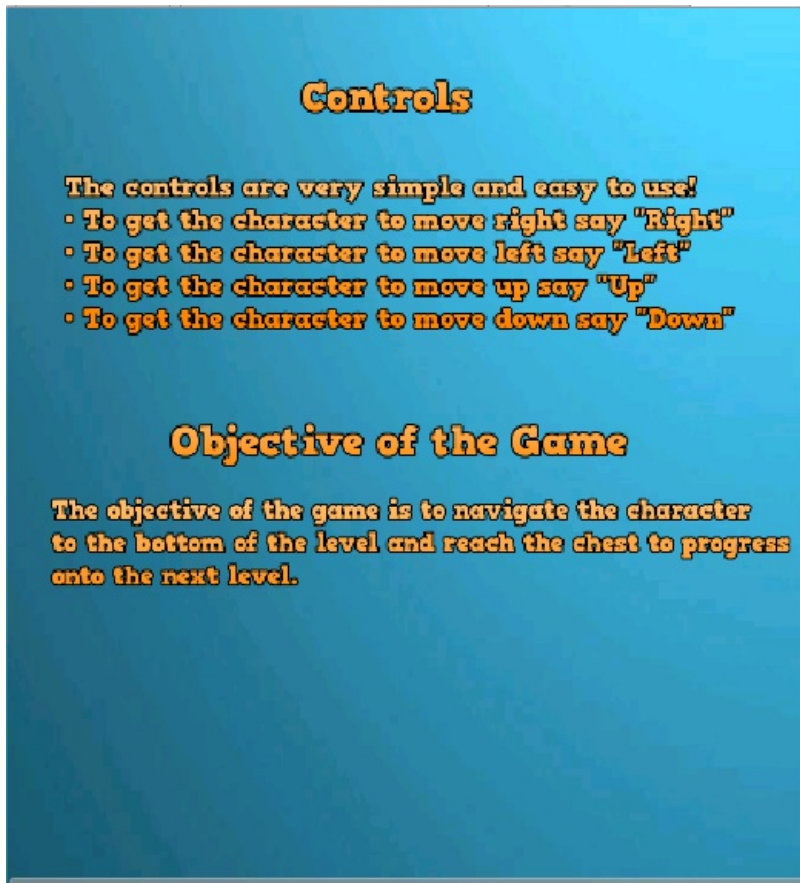 Controls
The controls are very simple and easy to use!
• To get the character to move right say "Right"
• To get the character to move left say "Left"
• To get the character to move up say "Up"
• To get the character to move down say "Down"
Objective of the Game
The objective of the game is to navigate the character
to the bottom of the level and reach the chest to progress
onto the next level.